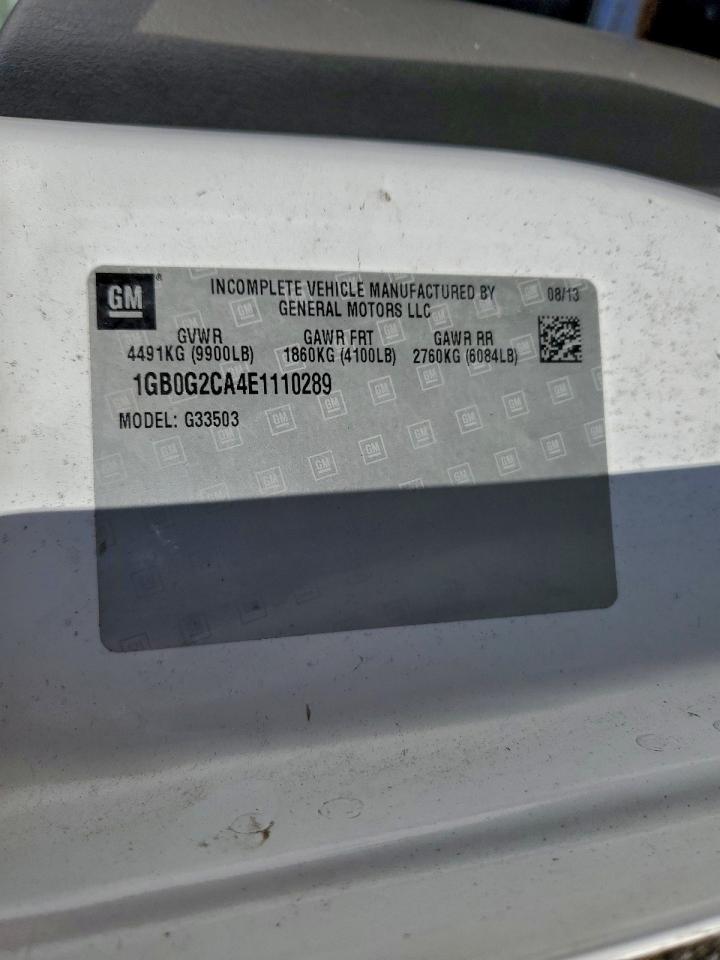 GM®
INCOMPLETE VEHICLE MANUFACTURED BY
GENERAL MOTORS LLC
08/13
GVWR GAWR FRT GAWR RR
4491KG (9900LB) 1860KG (4100LB) 2760KG (6084LB)
1GB0G2CA4E1110289
MODEL: G33503